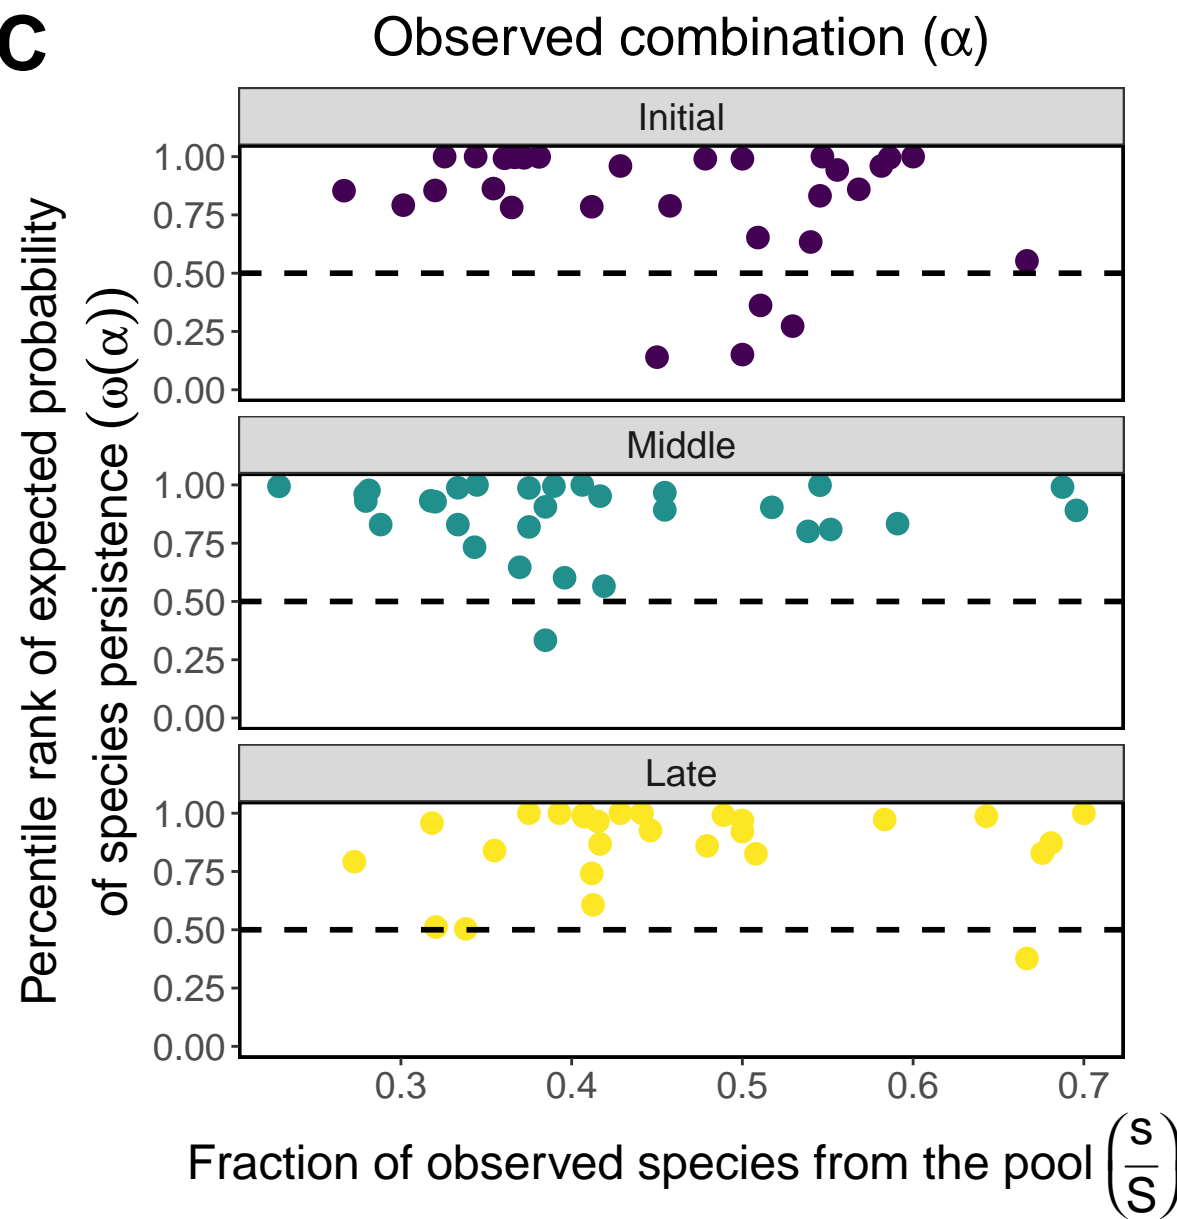 C
Observed combination (α)
Percentile rank of expected probability
of species persistence (ω(α))
Initial
1.00
0.75
0.50
0.25
0.00
Middle
1.00
0.75
0.50
0.25
0.00
Late
1.00
0.75
0.50
0.25
0.00
0.3 0.4 0.5 0.6 0.7
Fraction of observed species from the pool (s/S)